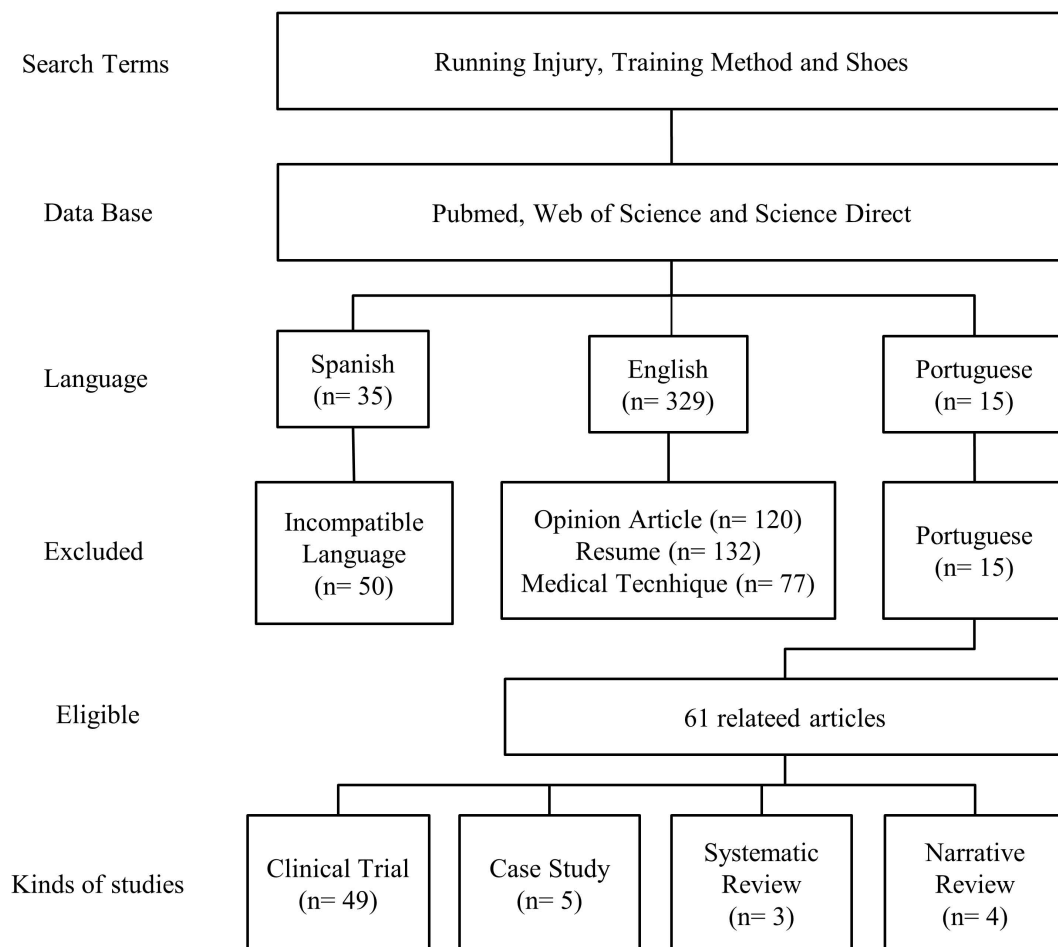 Search Terms
Running Injury, Training Method and Shoes
Data Base
Pubmed, Web of Science and Science Direct
Language
Spanish
(n= 35)
English
(n= 329)
Portuguese
(n= 15)
Excluded
Incompatible
Language
(n= 50)
Opinion Article (n= 120)
Resume (n= 132)
Medical Tecnhique (n= 77)
Portuguese
(n= 15)
Eligible
61 relateed articles
Kinds of studies
Clinical Trial
(n= 49)
Case Study
(n= 5)
Systematic
Review
(n= 3)
Narrative
Review
(n= 4)